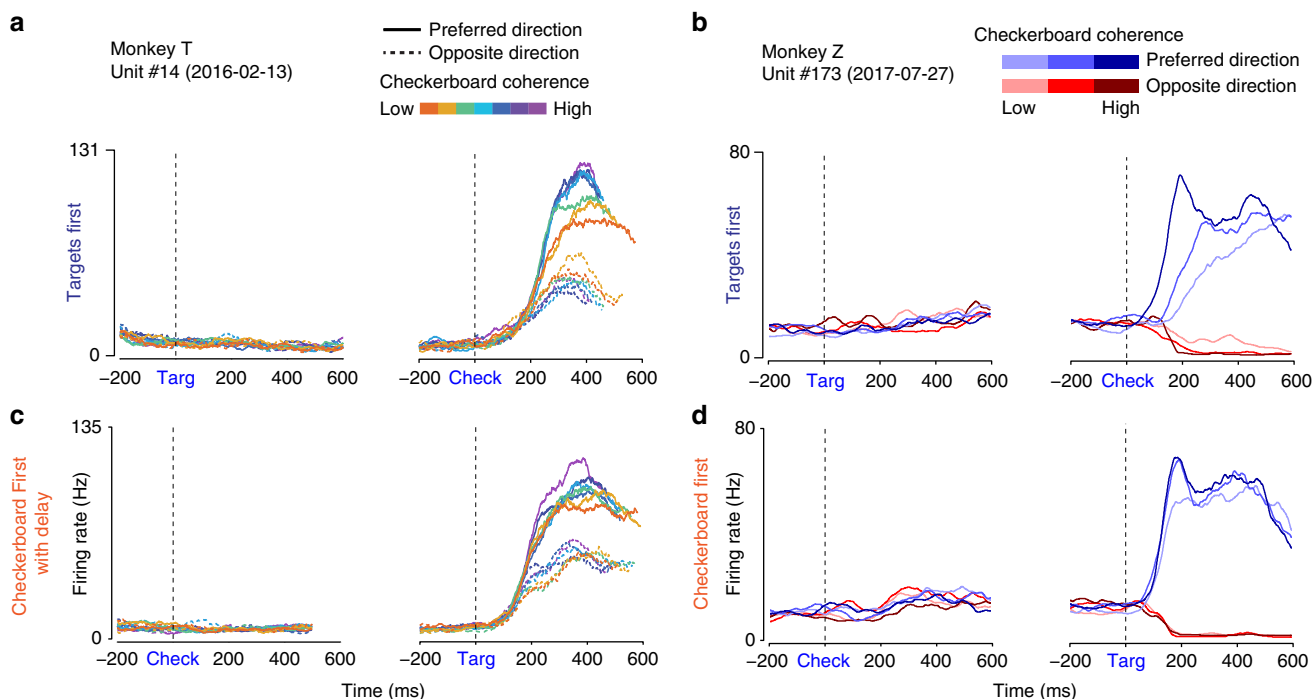 a
Monkey T
Unit #14 (2016-02-13)
Preferred direction
Opposite direction
Checkerboard coherence
Low High
b
Monkey Z
Unit #173 (2017-07-27)
Checkerboard coherence
Preferred direction
Opposite direction
Low High
Targets first
131
0
−200 Targ 200 400 600
−200 Check 200 400 600
Targets first
80
0
−200 Targ 200 400 600
−200 Check 200 400 600
c
Checkerboard First
with delay
Firing rate (Hz)
135
0
−200 Check 200 400 600
−200 Targ 200 400 600
Time (ms)
d
Checkerboard first
Firing rate (Hz)
80
0
−200 Check 200 400 600
−200 Targ 200 400 600
Time (ms)